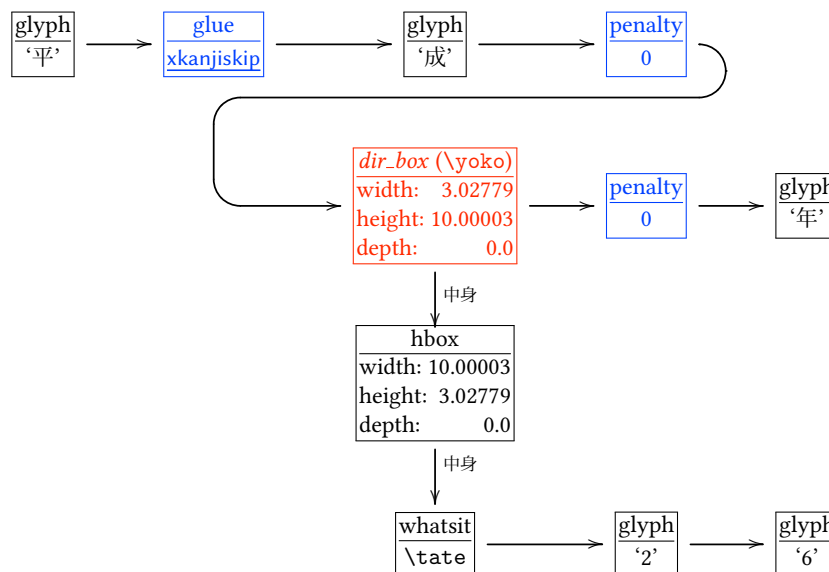 glyph
‘平’
glue
xkanjiskip
glyph
‘成’
penalty
0
dir_box (\yoko)
width: 3.02779
height: 10.00003
depth: 0.0
penalty
0
glyph
‘年’
中身
hbox
width: 10.00003
height: 3.02779
depth: 0.0
中身
whatsit
\tate
glyph
‘2’
glyph
‘6’